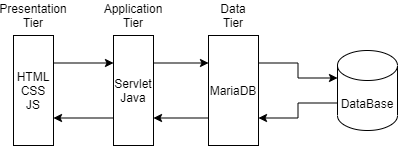 Presentation
Tier
Application
Tier
Data
Tier
HTML
CSS
JS
Servlet
Java
MariaDB
DataBase